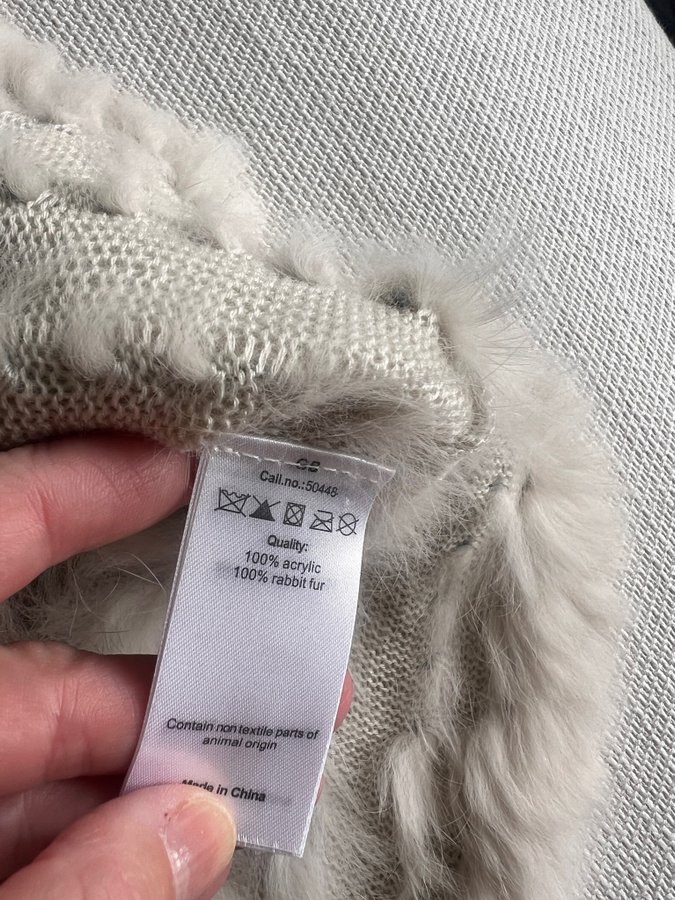 GB
Call.no.:50448
Quality:
100% acrylic
100% rabbit fur
Contain non textile parts of
animal origin
Made in China